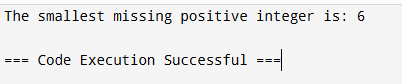 The smallest missing positive integer is: 6
=== Code Execution Successful ===